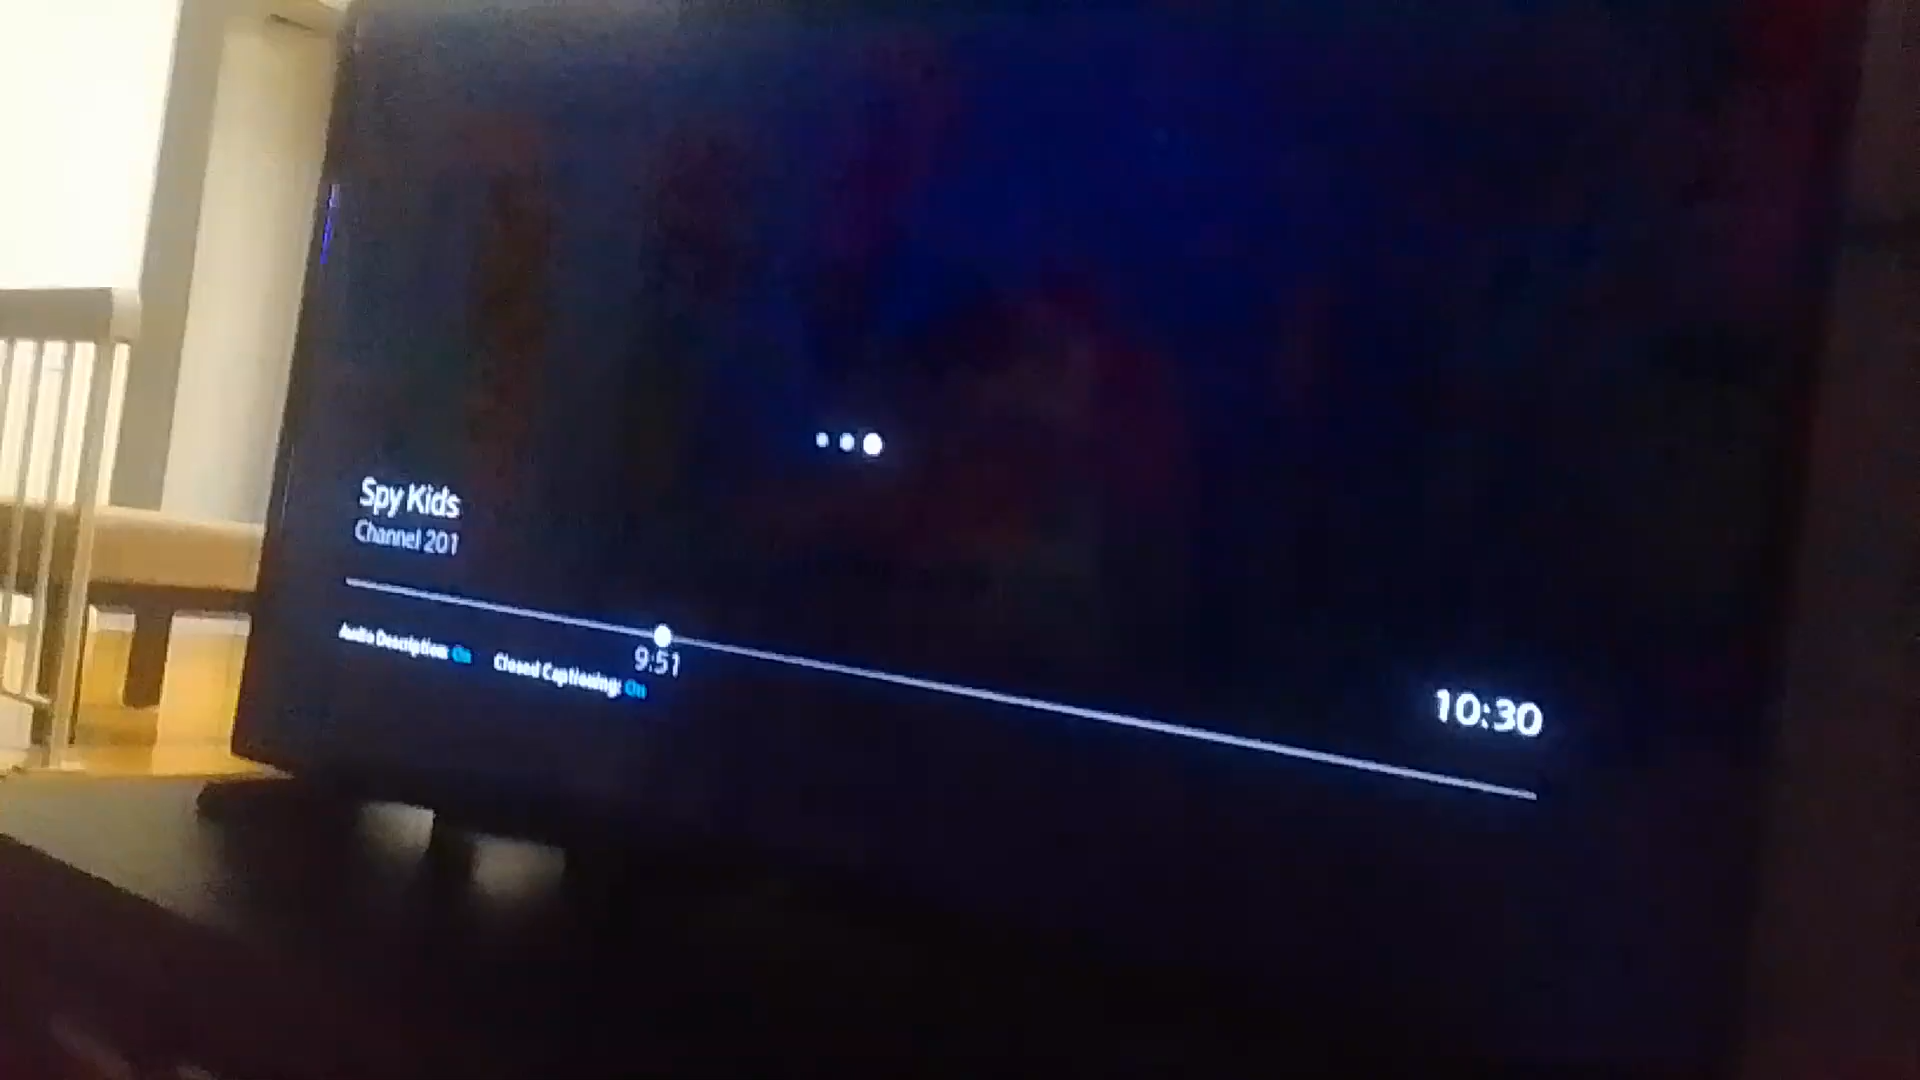 Spy Kids
Channel 201
9:51
10:30
Audio Description: On Closed Captioning: On